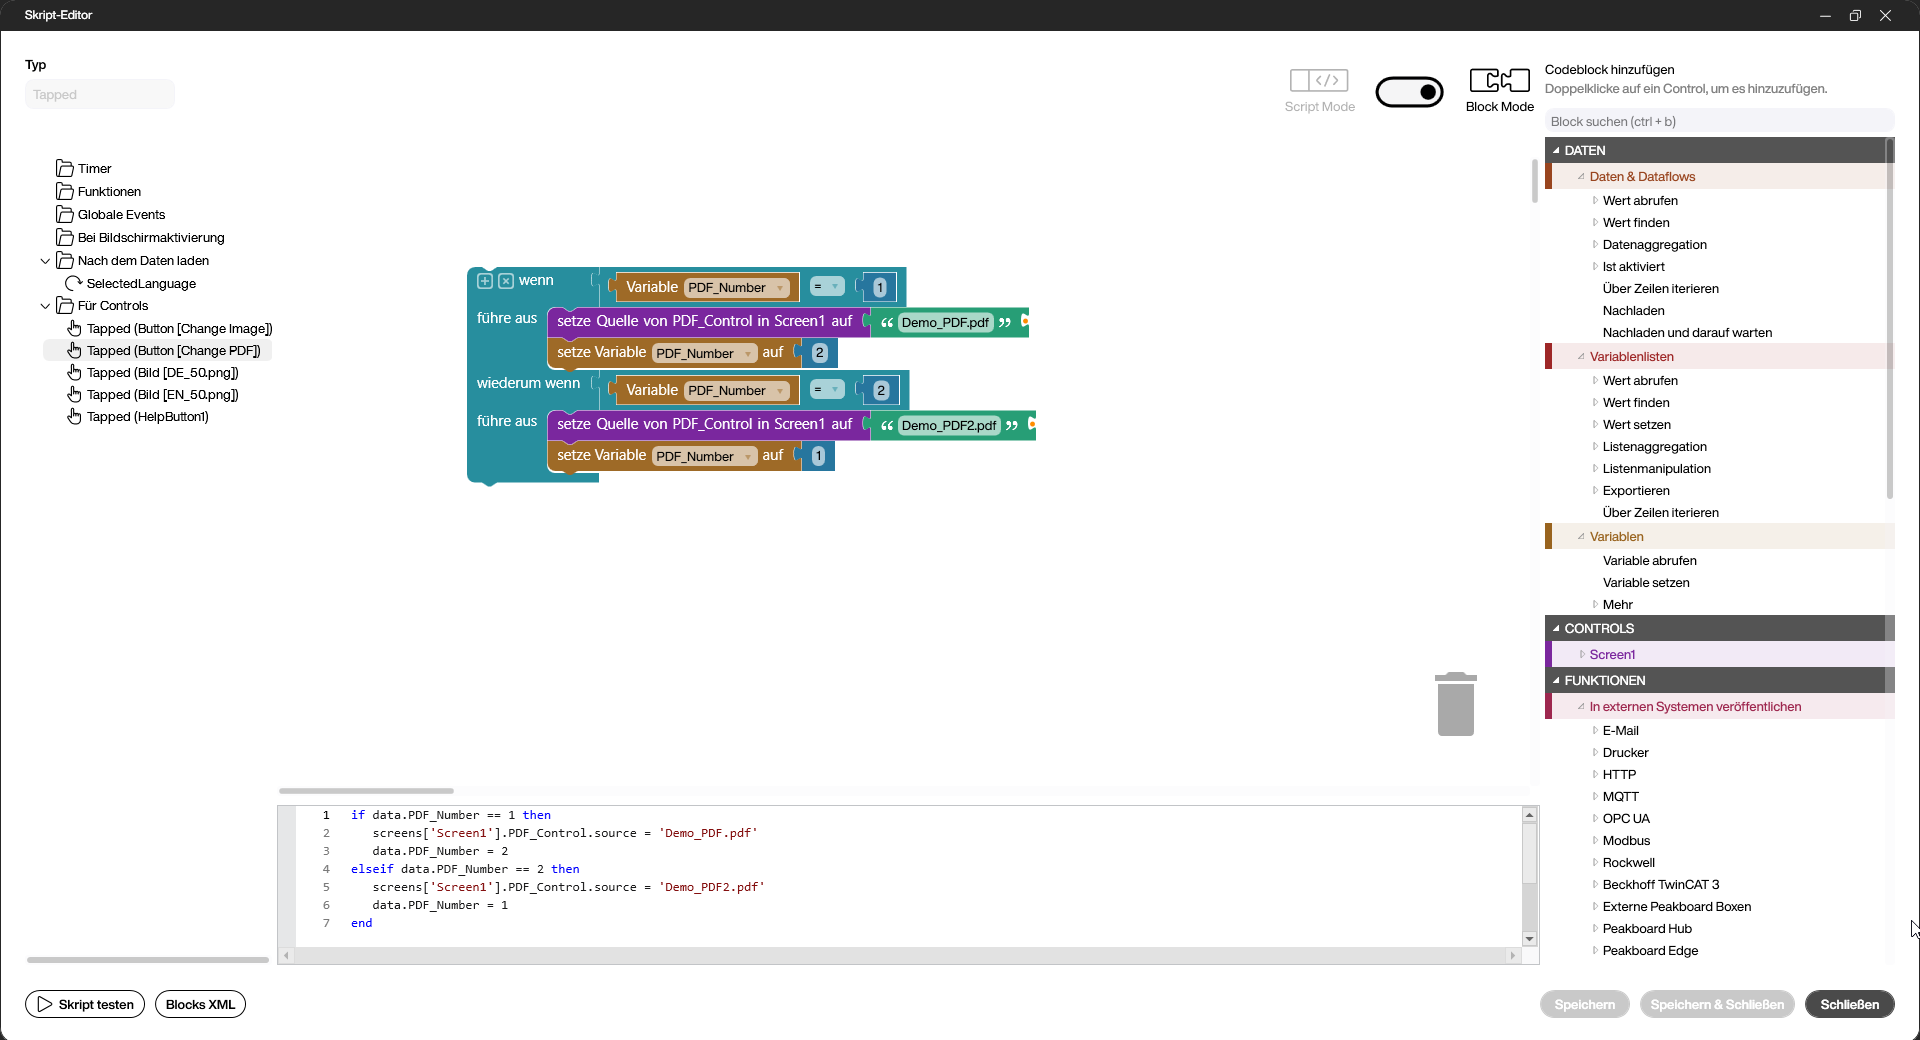 Skript-Editor
Typ
Tapped
Script Mode
Block Mode
Codeblock hinzufügen
Doppelklicke auf ein Control, um es hinzuzufügen.
Block suchen (ctrl + b)
Timer
Funktionen
Globale Events
Bei Bildschirmaktivierung
Nach dem Daten laden
SelectedLanguage
Für Controls
Tapped (Button [Change Image])
Tapped (Button [Change PDF])
Tapped (Bild [DE_50.png])
Tapped (Bild [EN_50.png])
Tapped (HelpButton1)
wenn Variable PDF_Number = 1
führe aus setze Quelle von PDF_Control in Screen1 auf “ Demo_PDF.pdf ”
setze Variable PDF_Number auf 2
wiederum wenn Variable PDF_Number = 2
führe aus setze Quelle von PDF_Control in Screen1 auf “ Demo_PDF2.pdf ”
setze Variable PDF_Number auf 1
1 if data.PDF_Number == 1 then
2 screens['Screen1'].PDF_Control.source = 'Demo_PDF.pdf'
3 data.PDF_Number = 2
4 elseif data.PDF_Number == 2 then
5 screens['Screen1'].PDF_Control.source = 'Demo_PDF2.pdf'
6 data.PDF_Number = 1
7 end
DATEN
Daten & Dataflows
Wert abrufen
Wert finden
Datenaggregation
Ist aktiviert
Über Zeilen iterieren
Nachladen
Nachladen und darauf warten
Variablenlisten
Wert abrufen
Wert finden
Wert setzen
Listenaggregation
Listenmanipulation
Exportieren
Über Zeilen iterieren
Variablen
Variable abrufen
Variable setzen
Mehr
CONTROLS
Screen1
FUNKTIONEN
In externen Systemen veröffentlichen
E-Mail
Drucker
HTTP
MQTT
OPC UA
Modbus
Rockwell
Beckhoff TwinCAT 3
Externe Peakboard Boxen
Peakboard Hub
Peakboard Edge
Skript testen
Blocks XML
Speichern
Speichern & Schließen
Schließen